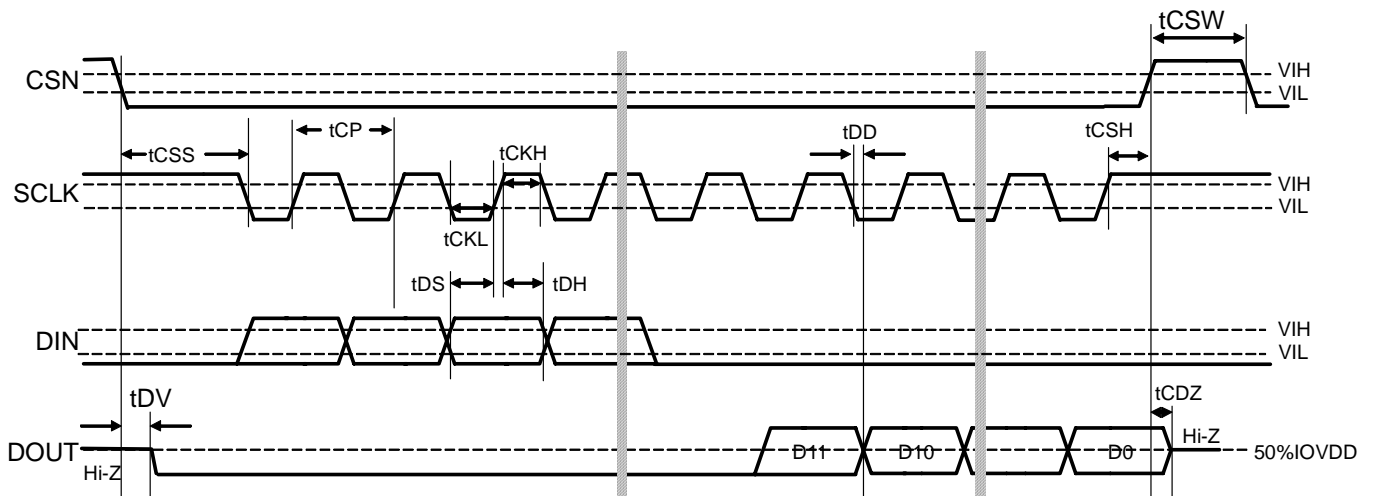 tCSW
CSN
VIH
VIL
tCSS
tCP
tCKH
tDD
tCSH
SCLK
VIH
VIL
tCKL
tDS
tDH
DIN
VIH
VIL
tDV
tCDZ
DOUT
Hi-Z
D11
D10
D0
Hi-Z
50%IOVDD